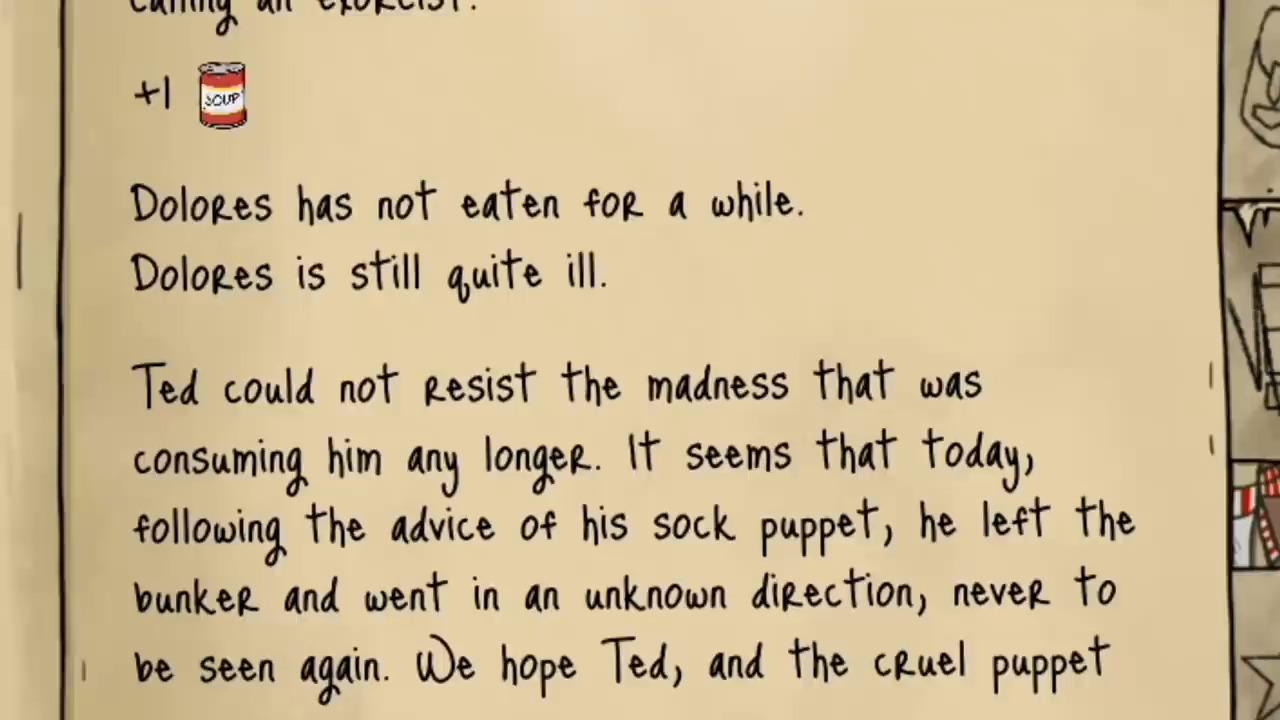 calling an exorcist.
+1 SOUP
Dolores has not eaten for a while.
Dolores is still quite ill.
Ted could not resist the madness that was
consuming him any longer. It seems that today,
following the advice of his sock puppet, he left the
bunker and went in an unknown direction, never to
be seen again. We hope Ted, and the cruel puppet